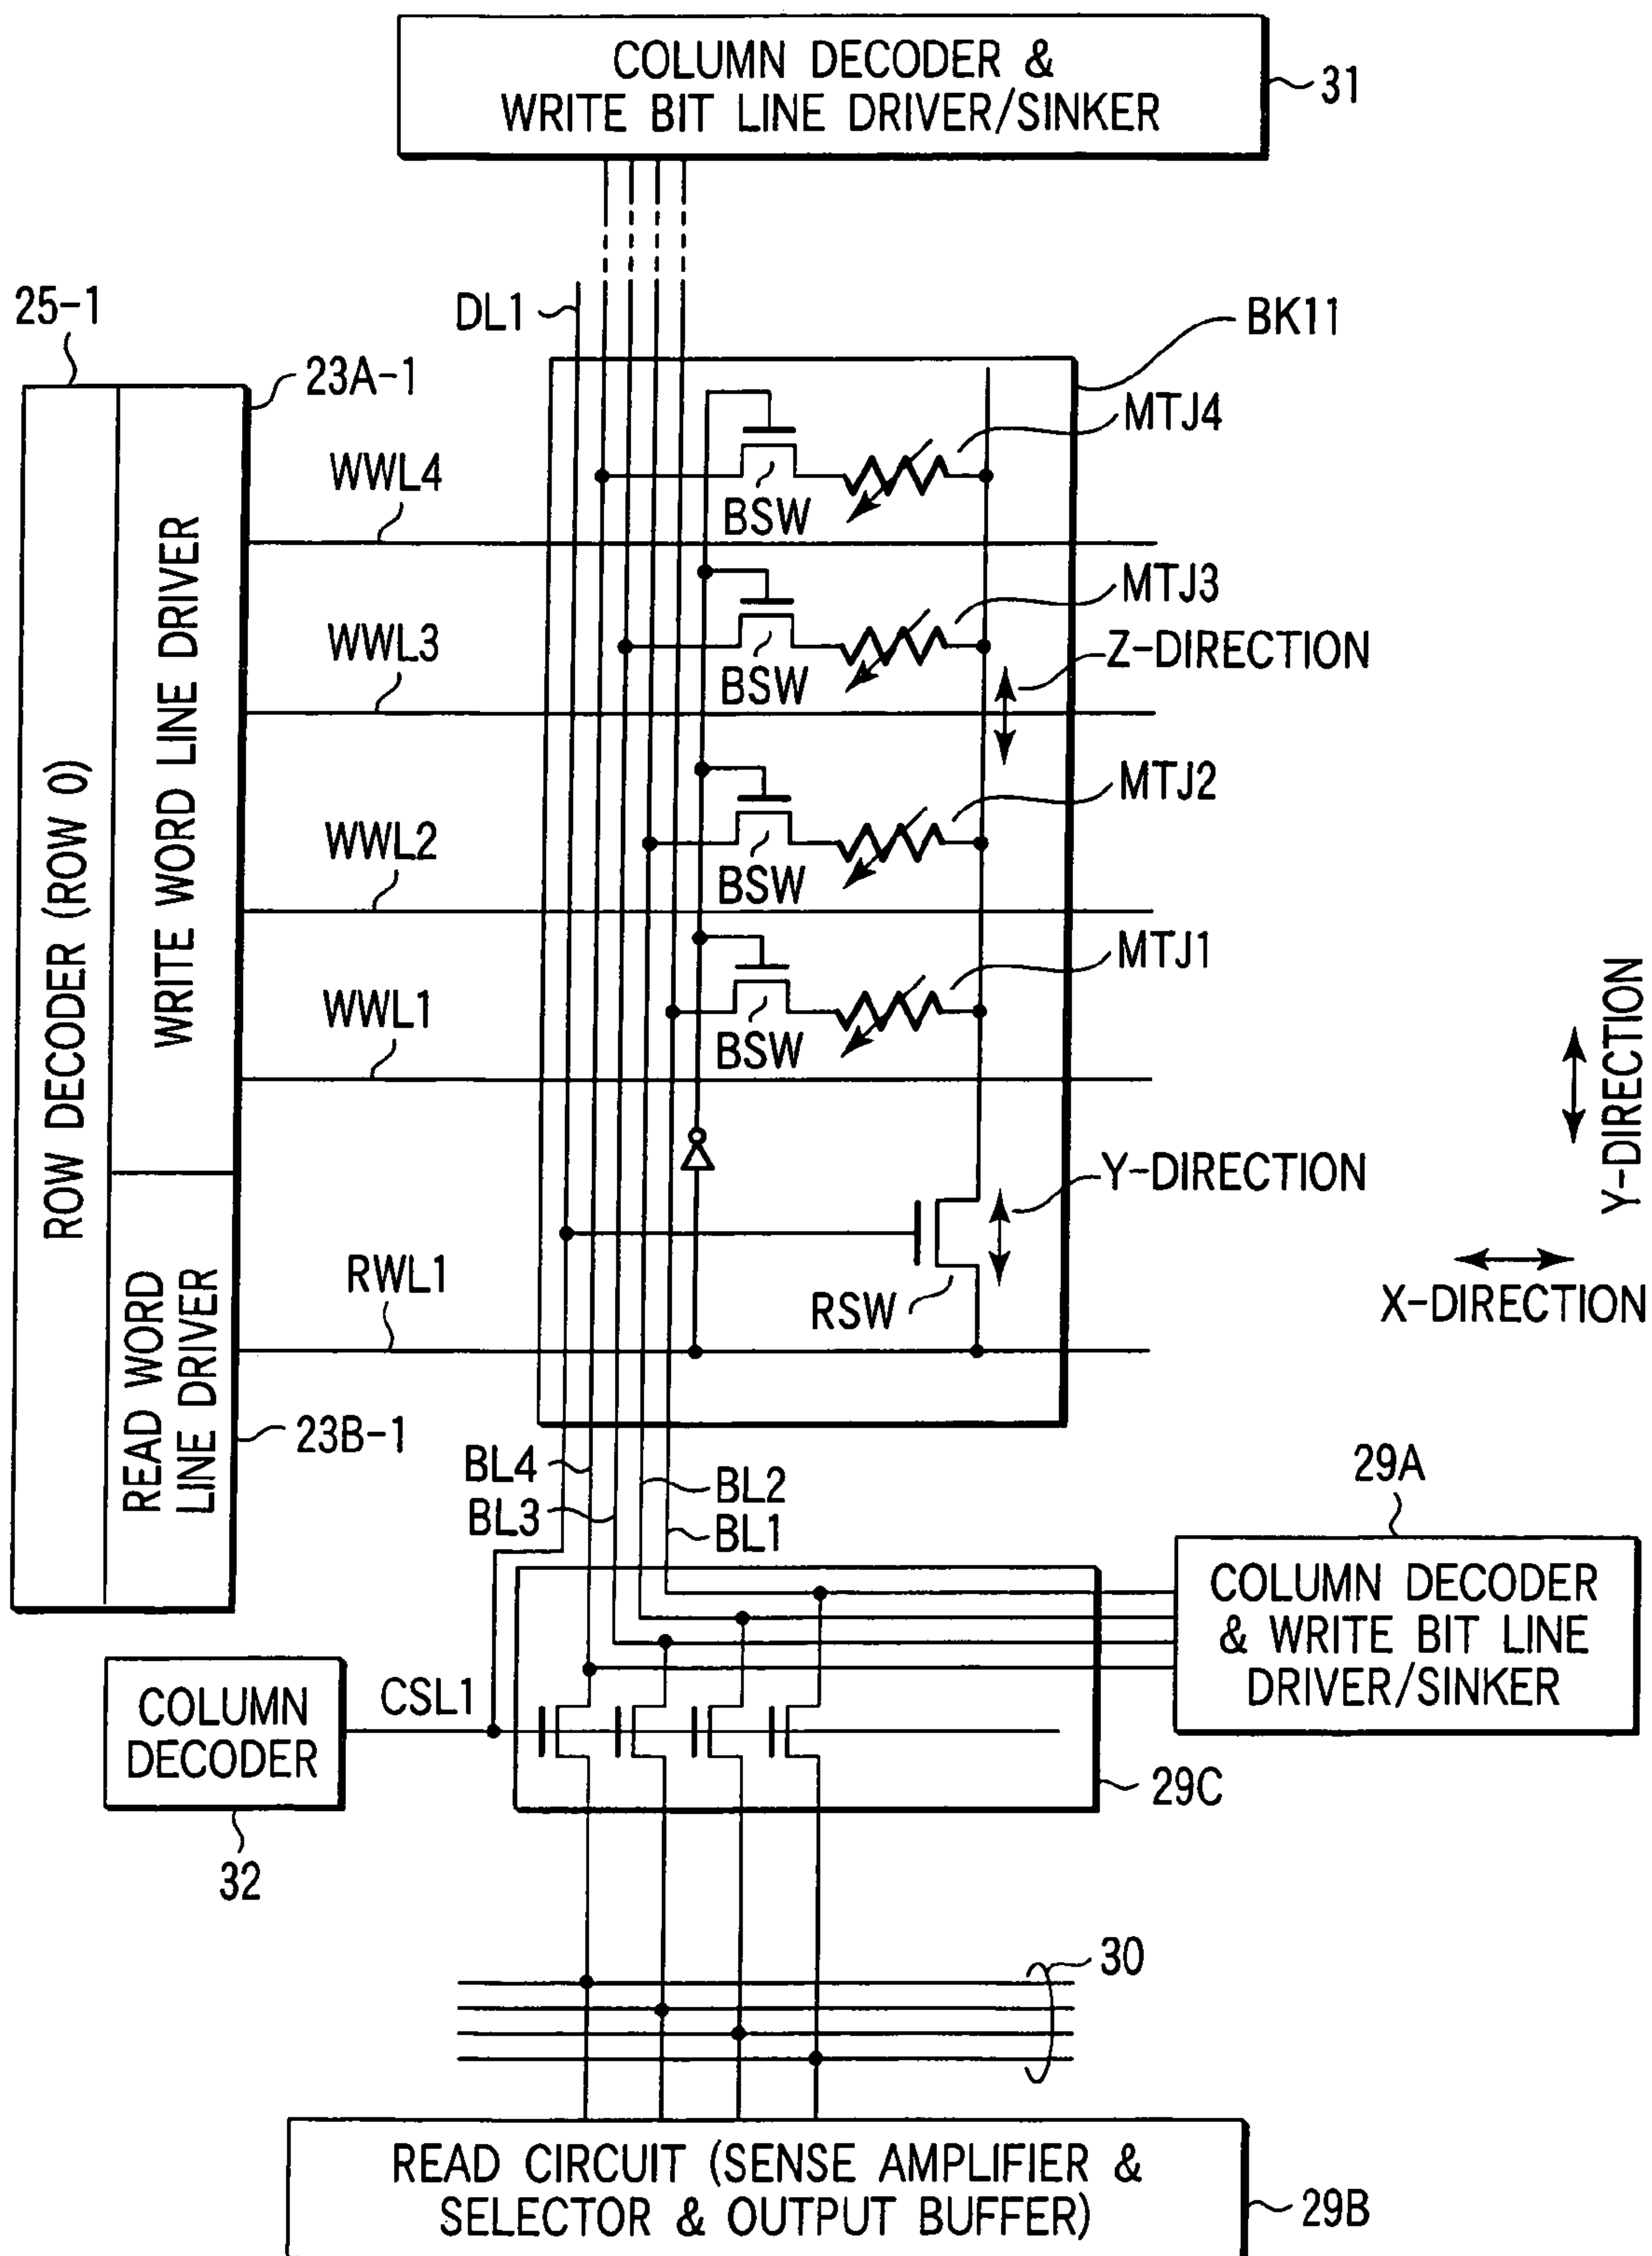 COLUMN DECODER &
WRITE BIT LINE DRIVER/SINKER
31
25-1
DL1
BK11
23A-1
MTJ4
WWL4
BSW
MTJ3
WWL3
Z-DIRECTION
BSW
MTJ2
WWL2
BSW
MTJ1
WWL1
BSW
ROW DECODER (ROW 0)
WRITE WORD LINE DRIVER
Y-DIRECTION
Y-DIRECTION
X-DIRECTION
RWL1
RSW
READ WORD
LINE DRIVER
23B-1
BL4
BL3
BL2
BL1
29A
COLUMN DECODER
& WRITE BIT LINE
DRIVER/SINKER
COLUMN
DECODER
CSL1
29C
32
30
READ CIRCUIT (SENSE AMPLIFIER &
SELECTOR & OUTPUT BUFFER)
29B